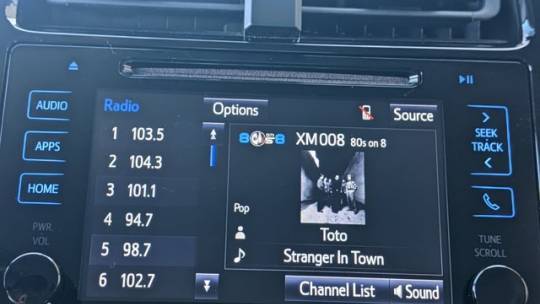 AUDIO
APPS
HOME
PWR.
VOL
Radio
Options
Source
1 103.5
2 104.3
3 101.1
4 94.7
5 98.7
6 102.7
XM008 80s on 8
Pop
Toto
Stranger In Town
Channel List
Sound
SEEK
TRACK
TUNE
SCROLL